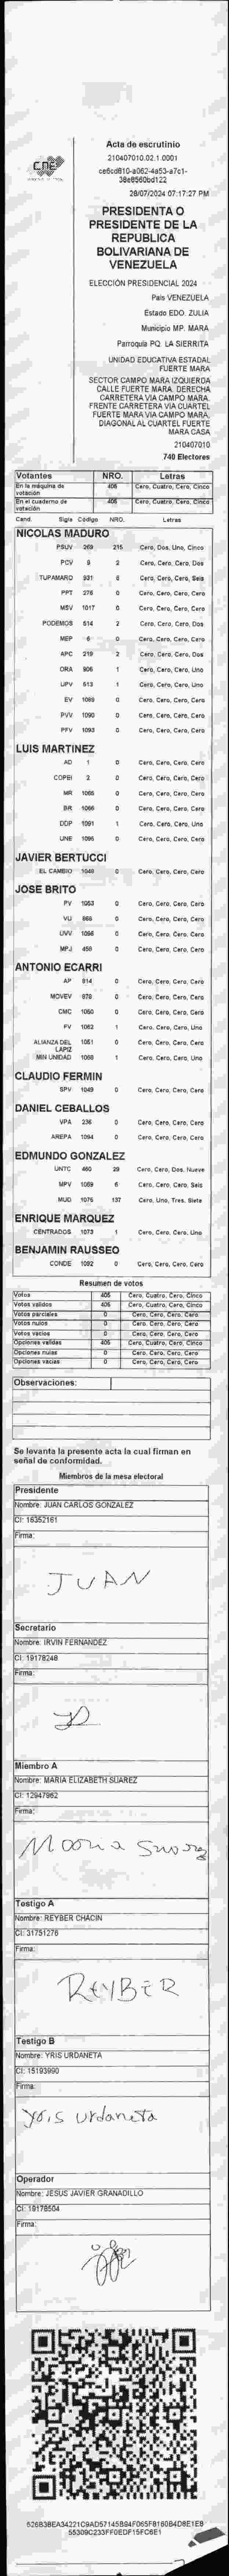 CNE
Acta de escrutinio
210407010.02.1.0001
28/07/2024 07:17:27 PM
PRESIDENTA O
PRESIDENTE DE LA
REPUBLICA
BOLIVARIANA DE
VENEZUELA
ELECCIÓN PRESIDENCIAL 2024
País VENEZUELA
Estado EDO. ZULIA
Municipio MP. MARA
Parroquia PQ. LA SIERRITA
UNIDAD EDUCATIVA ESTADAL
FUERTE MARA
SECTOR CAMPO MARA IZQUIERDA
CALLE FUERTE MARA. DERECHA
CARRETERA VIA CAMPO MARA.
FRENTE CARRETERA VIA CUARTEL
FUERTE MARA VIA CAMPO MARA.
DIAGONAL AL CUARTEL FUERTE
MARA CASA
210407010
740 Electores
Votantes NRO. Letras
En la máquina de votación 405 Cero, Cuatro, Cero, Cinco
En el cuaderno de votación 405 Cero, Cuatro, Cero, Cinco
Cand. Sigla Código NRO. Letras
NICOLAS MADURO
PSUV 269 215 Cero, Dos, Uno, Cinco
PCV 9 2 Cero, Cero, Cero, Dos
TUPAMARO 931 6 Cero, Cero, Cero, Seis
PPT 276 0 Cero, Cero, Cero, Cero
MSV 1017 0 Cero, Cero, Cero, Cero
PODEMOS 514 2 Cero, Cero, Cero, Dos
MEP 6 0 Cero, Cero, Cero, Cero
APC 219 2 Cero, Cero, Cero, Dos
ORA 906 1 Cero, Cero, Cero, Uno
UPV 613 1 Cero, Cero, Cero, Uno
EV 1089 0 Cero, Cero, Cero, Cero
PVV 1090 0 Cero, Cero, Cero, Cero
PFV 1093 0 Cero, Cero, Cero, Cero
LUIS MARTINEZ
AD 1 0 Cero, Cero, Cero, Cero
COPEI 2 0 Cero, Cero, Cero, Cero
MR 1065 0 Cero, Cero, Cero, Cero
BR 1066 0 Cero, Cero, Cero, Cero
DDP 1091 1 Cero, Cero, Cero, Uno
UNE 1096 0 Cero, Cero, Cero, Cero
JAVIER BERTUCCI
EL CAMBIO 1048 0 Cero, Cero, Cero, Cero
JOSE BRITO
PV 1053 0 Cero, Cero, Cero, Cero
VU 865 0 Cero, Cero, Cero, Cero
UVV 1098 0 Cero, Cero, Cero, Cero
MPJ 458 0 Cero, Cero, Cero, Cero
ANTONIO ECARRI
AP 814 0 Cero, Cero, Cero, Cero
MOVEV 878 0 Cero, Cero, Cero, Cero
CMC 1050 0 Cero, Cero, Cero, Cero
FV 1062 1 Cero, Cero, Cero, Uno
ALIANZA DEL LAPIZ 1051 0 Cero, Cero, Cero, Cero
MIN UNIDAD 1068 1 Cero, Cero, Cero, Uno
CLAUDIO FERMIN
SPV 1049 0 Cero, Cero, Cero, Cero
DANIEL CEBALLOS
VPA 236 0 Cero, Cero, Cero, Cero
AREPA 1094 0 Cero, Cero, Cero, Cero
EDMUNDO GONZALEZ
UNTC 460 29 Cero, Cero, Dos, Nueve
MPV 1069 6 Cero, Cero, Cero, Seis
MUD 1075 137 Cero, Uno, Tres, Siete
ENRIQUE MARQUEZ
CENTRADOS 1073 1 Cero, Cero, Cero, Uno
BENJAMIN RAUSSEO
CONDE 1092 0 Cero, Cero, Cero, Cero
Resumen de votos
Votos 405 Cero, Cuatro, Cero, Cinco
Votos validos 405 Cero, Cuatro, Cero, Cinco
Votos parciales 0 Cero, Cero, Cero, Cero
Votos nulos 0 Cero, Cero, Cero, Cero
Votos vacios 0 Cero, Cero, Cero, Cero
Opciones validas 405 Cero, Cuatro, Cero, Cinco
Opciones nulas 0 Cero, Cero, Cero, Cero
Opciones vacias 0 Cero, Cero, Cero, Cero
Observaciones:
Se levanta la presente acta la cual firman en
señal de conformidad.
Miembros de la mesa electoral
Presidente
Nombre: JUAN CARLOS GONZALEZ
CI: 16352161
Firma:
JUAN
Secretario
Nombre: IRVIN FERNANDEZ
CI: 19178248
Firma:
Miembro A
Nombre: MARIA ELIZABETH SUAREZ
CI: 12947962
Firma:
Maria Suarez
Testigo A
Nombre: REYBER CHACIN
CI: 31751276
Firma:
REYBER
Testigo B
Nombre: YRIS URDANETA
CI: 15193990
Firma:
yris urdaneta
Operador
Nombre: JESUS JAVIER GRANADILLO
CI: 19178504
Firma: